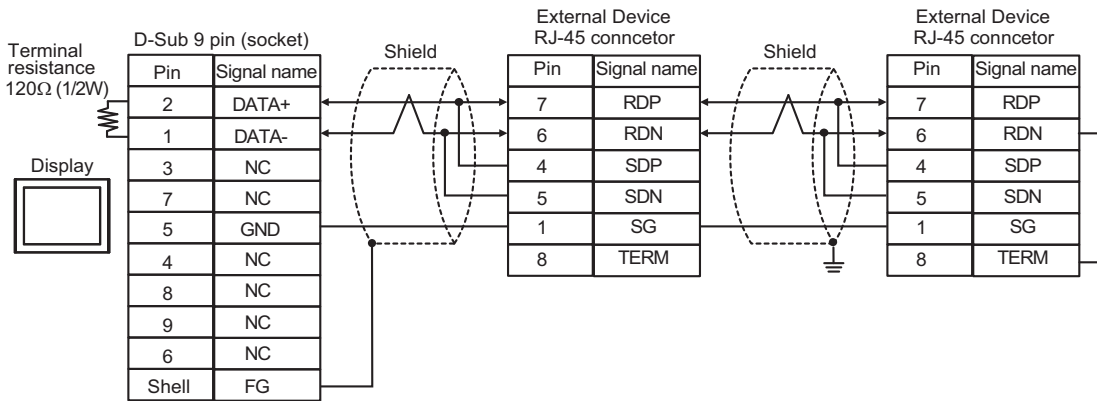 Terminal
resistance
120Ω (1/2W)
Display
D-Sub 9 pin (socket)
Pin Signal name
2 DATA+
1 DATA-
3 NC
7 NC
5 GND
4 NC
8 NC
9 NC
6 NC
Shell FG
Shield
External Device
RJ-45 conncetor
Pin Signal name
7 RDP
6 RDN
4 SDP
5 SDN
1 SG
8 TERM
Shield
External Device
RJ-45 conncetor
Pin Signal name
7 RDP
6 RDN
4 SDP
5 SDN
1 SG
8 TERM